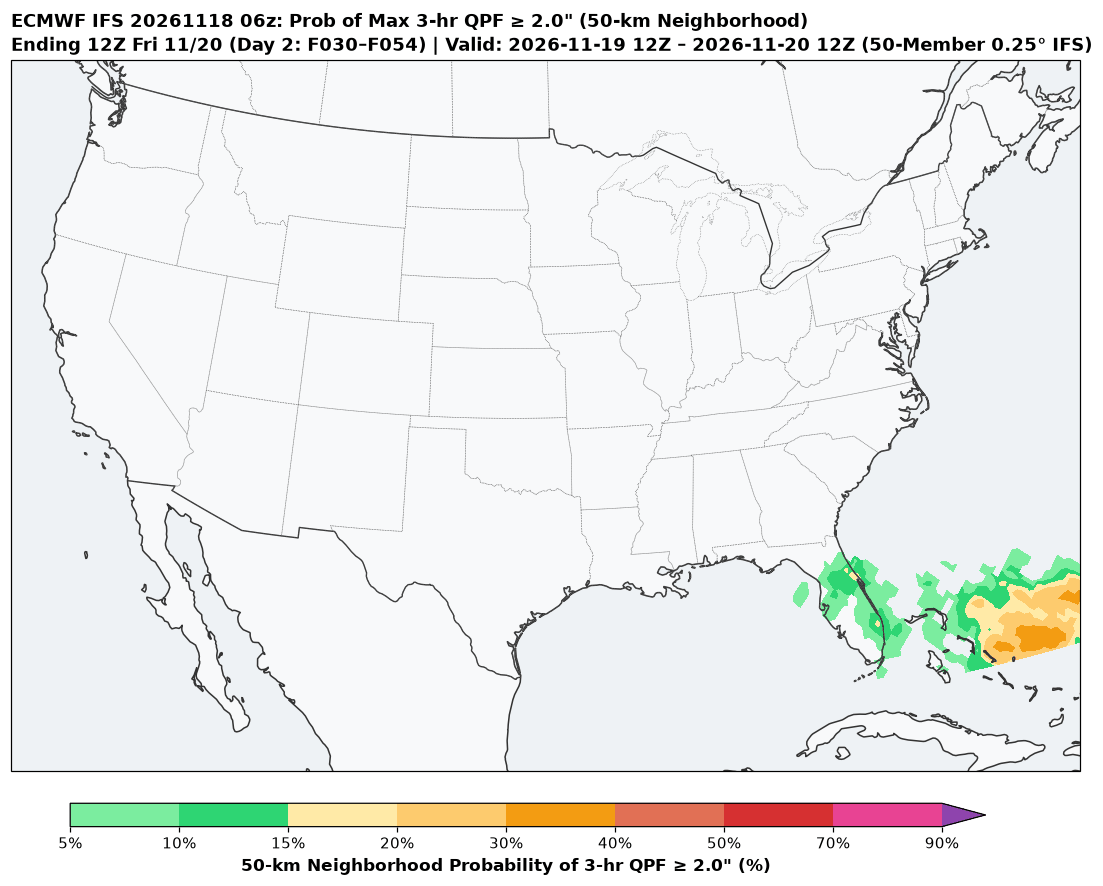 ECMWF IFS 20261118 06z: Prob of Max 3-hr QPF ≥ 2.0" (50-km Neighborhood)
Ending 12Z Fri 11/20 (Day 2: F030–F054) | Valid: 2026-11-19 12Z – 2026-11-20 12Z (50-Member 0.25° IFS)
5% 10% 15% 20% 30% 40% 50% 70% 90%
50-km Neighborhood Probability of 3-hr QPF ≥ 2.0" (%)